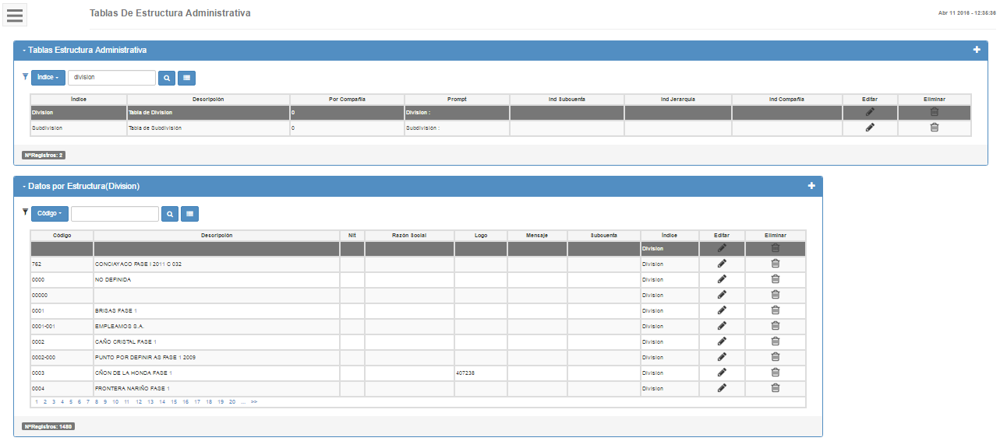 Tablas De Estructura Administrativa
Abr 11 2016 - 12:35:36
- Tablas Estructura Administrativa
Índice
division
Índice Descripción Por Compañía Prompt Ind Subcuenta Ind Jerarquía Ind Compañía Editar Eliminar
Division Tabla de Division 0 Division :
Subdivision Tabla de Subdivisión 0 Subdivisión :
NºRegistros: 2
- Datos por Estructura(Division)
Código
Código Descripción Nit Razón Social Logo Mensaje Subcuenta Índice Editar Eliminar
Division
762 CONCIAYACO FASE I 2011 C 032 Division
0000 NO DEFINIDA Division
00000 Division
0001 BRISAS FASE 1 Division
0001-001 EMPLEAMOS S.A. Division
0002 CAÑO CRISTAL FASE 1 Division
0002-000 PUNTO POR DEFINIR AS FASE 1 2009 Division
0003 CÑON DE LA HONDA FASE 1 407238 Division
0004 FRONTERA NARIÑO FASE 1 Division
1 2 3 4 5 6 7 8 9 10 11 12 13 14 15 16 17 18 19 20 ... >>
NºRegistros: 1480